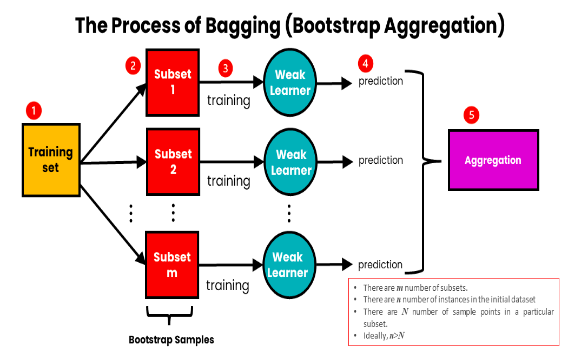 The Process of Bagging (Bootstrap Aggregation)
1
Training
set
2
Subset
1
3
training
Weak
Learner
4
prediction
Subset
2
training
Weak
Learner
prediction
Subset
m
training
Weak
Learner
prediction
Bootstrap Samples
5
Aggregation
• There are m number of subsets.
• There are n number of instances in the initial dataset
• There are N number of sample points in a particular
subset.
• Ideally, n>N